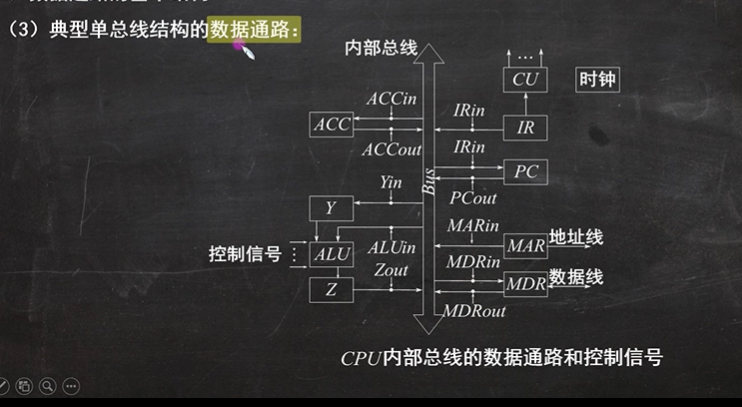 (3)典型单总线结构的数据通路:
内部总线
CU
时钟
ACCin
IRin
ACC
IR
ACCout
IRin
PC
Yin
Bus
PCout
Y
MARin
MAR
地址线
控制信号
ALU
ALUin
MDRin
Zout
MDR
数据线
Z
MDRout
CPU内部总线的数据通路和控制信号